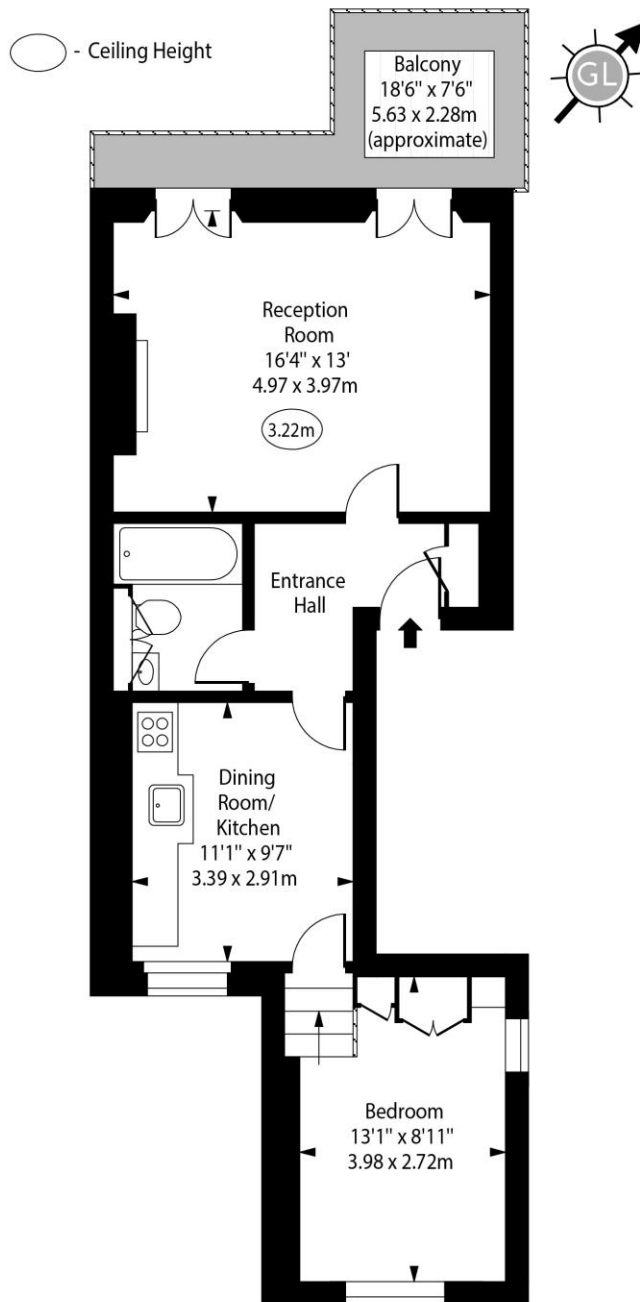 - Ceiling Height
GL
Balcony
18'6" x 7'6"
5.63 x 2.28m
(approximate)
Reception
Room
16'4" x 13'
4.97 x 3.97m
3.22m
Entrance
Hall
Dining
Room/
Kitchen
11'1" x 9'7"
3.39 x 2.91m
Bedroom
13'1" x 8'11"
3.98 x 2.72m